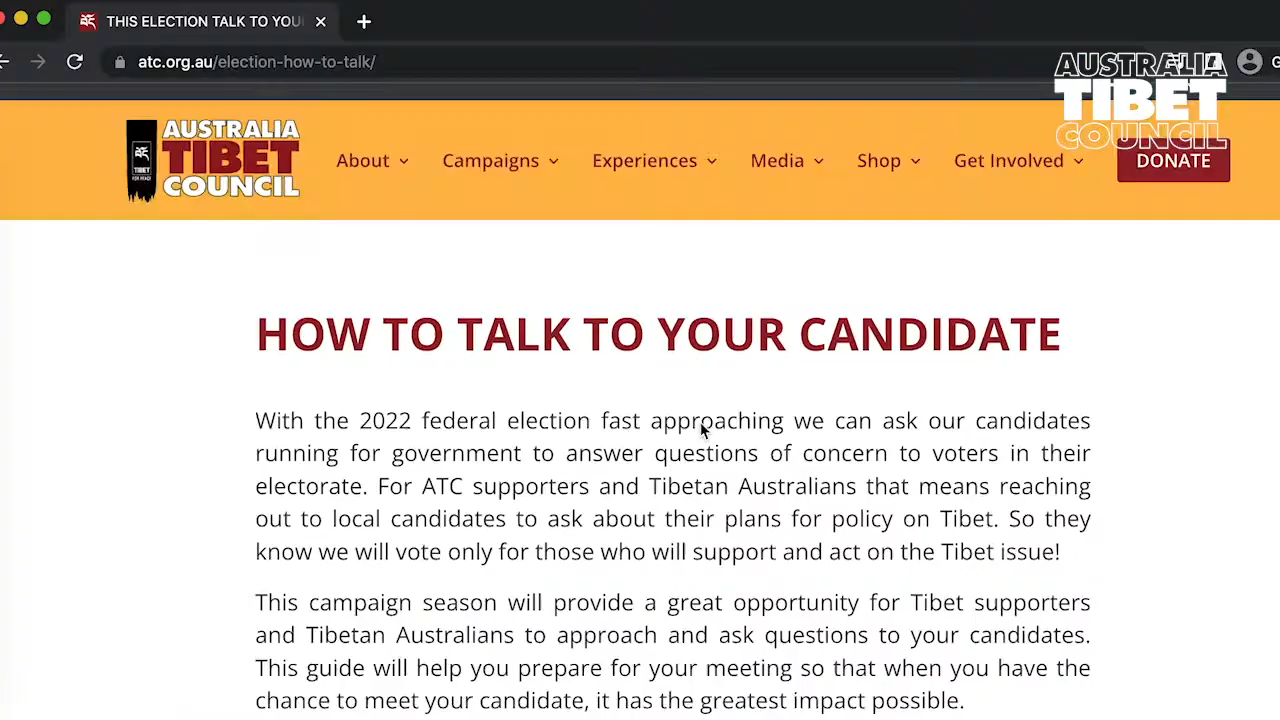 THIS ELECTION TALK TO YOU
atc.org.au/election-how-to-talk/
AUSTRALIA
TIBET
COUNCIL
AUSTRALIA
TIBET
COUNCIL
TIBET
About
Campaigns
Experiences
Media
Shop
Get Involved
DONATE
HOW TO TALK TO YOUR CANDIDATE
With the 2022 federal election fast approaching we can ask our candidates
running for government to answer questions of concern to voters in their
electorate. For ATC supporters and Tibetan Australians that means reaching
out to local candidates to ask about their plans for policy on Tibet. So they
know we will vote only for those who will support and act on the Tibet issue!
This campaign season will provide a great opportunity for Tibet supporters
and Tibetan Australians to approach and ask questions to your candidates.
This guide will help you prepare for your meeting so that when you have the
chance to meet your candidate, it has the greatest impact possible.